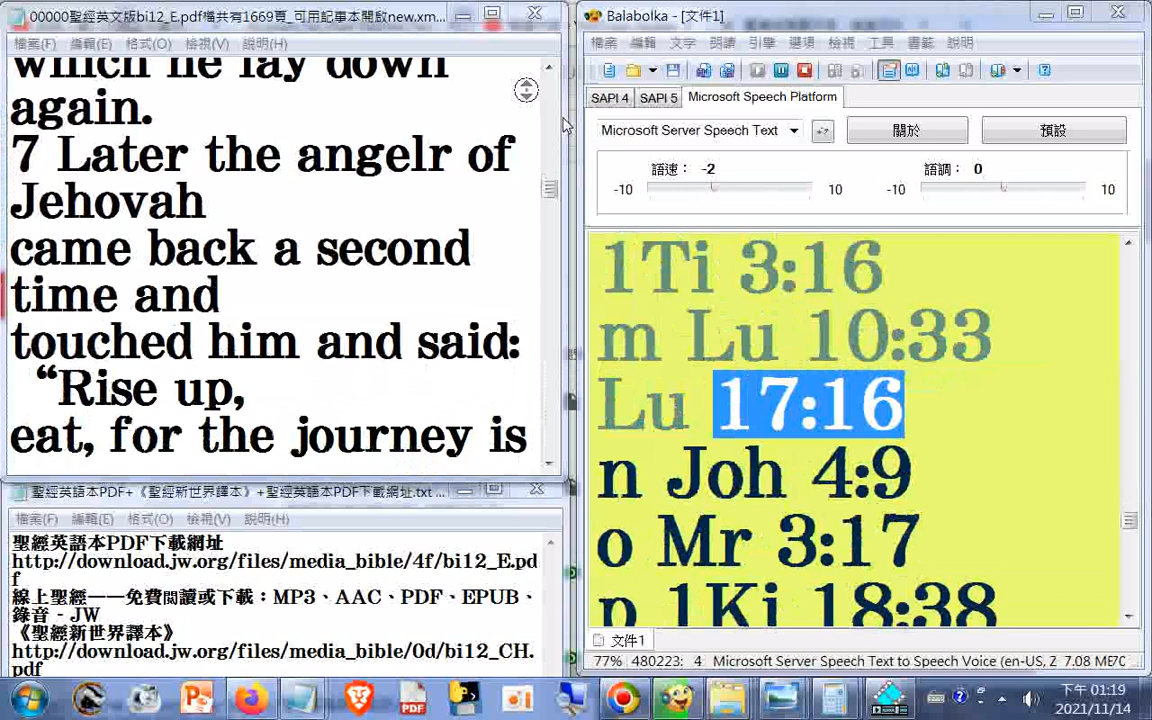 00000聖經英文版bi12_E.pdf檔共有1669頁_可用記事本開啟new.xm...
檔案(F) 編輯(E) 格式(O) 檢視(V) 說明(H)
which he lay down
again.
7 Later the angelr of
Jehovah
came back a second
time and
touched him and said:
“Rise up,
eat, for the journey is
聖經英語本PDF+《聖經新世界譯本》+聖經英語本PDF下載網址.txt ...
檔案(F) 編輯(E) 格式(O) 檢視(V) 說明(H)
聖經英語本PDF下載網址
http://download.jw.org/files/media_bible/4f/bi12_E.pd
f
線上聖經——免費閱讀或下載：MP3、AAC、PDF、EPUB、
錄音 - JW
《聖經新世界譯本》
http://download.jw.org/files/media_bible/0d/bi12_CH.
pdf
Balabolka - [文件1]
檔案 編輯 文字 朗讀 引擎 選項 檢視 工具 書籤 說明
SAPI 4 SAPI 5 Microsoft Speech Platform
Microsoft Server Speech Text 關於 預設
語速： -2 語調： 0
-10 10 -10 10
1Ti 3:16
m Lu 10:33
Lu 17:16
n Joh 4:9
o Mr 3:17
p 1Ki 18:38
文件1
77% 480223: 4 Microsoft Server Speech Text to Speech Voice (en-US, 2 7.08 ME
下午 01:19
2021/11/14